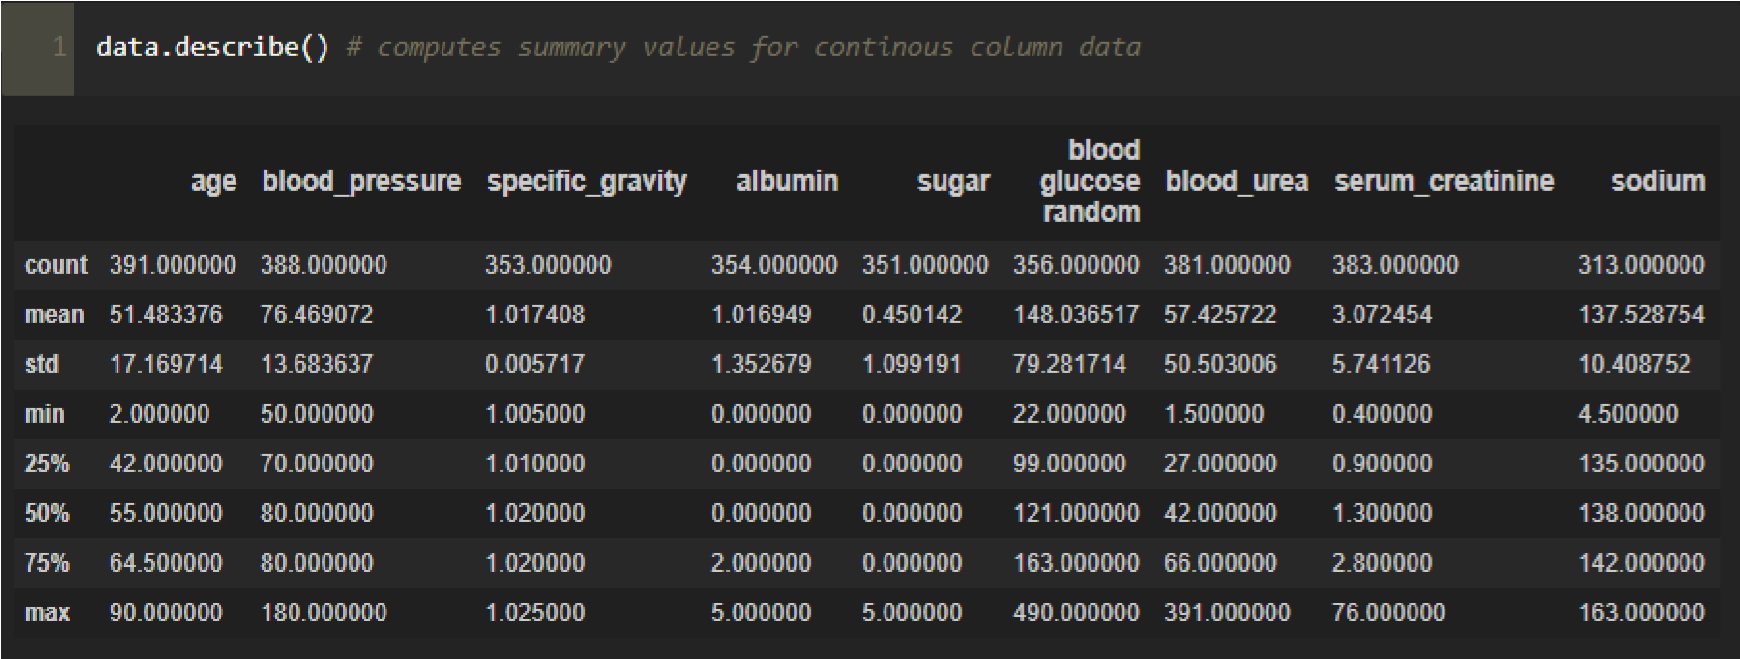 1 data.describe() # computes summary values for continous column data
age blood_pressure specific_gravity albumin sugar blood glucose random blood_urea serum_creatinine sodium
count 391.000000 388.000000 353.000000 354.000000 351.000000 356.000000 381.000000 383.000000 313.000000
mean 51.483376 76.469072 1.017408 1.016949 0.450142 148.036517 57.425722 3.072454 137.528754
std 17.169714 13.683637 0.005717 1.352679 1.099191 79.281714 50.503006 5.741126 10.408752
min 2.000000 50.000000 1.005000 0.000000 0.000000 22.000000 1.500000 0.400000 4.500000
25% 42.000000 70.000000 1.010000 0.000000 0.000000 99.000000 27.000000 0.900000 135.000000
50% 55.000000 80.000000 1.020000 0.000000 0.000000 121.000000 42.000000 1.300000 138.000000
75% 64.500000 80.000000 1.020000 2.000000 0.000000 163.000000 66.000000 2.800000 142.000000
max 90.000000 180.000000 1.025000 5.000000 5.000000 490.000000 391.000000 76.000000 163.000000